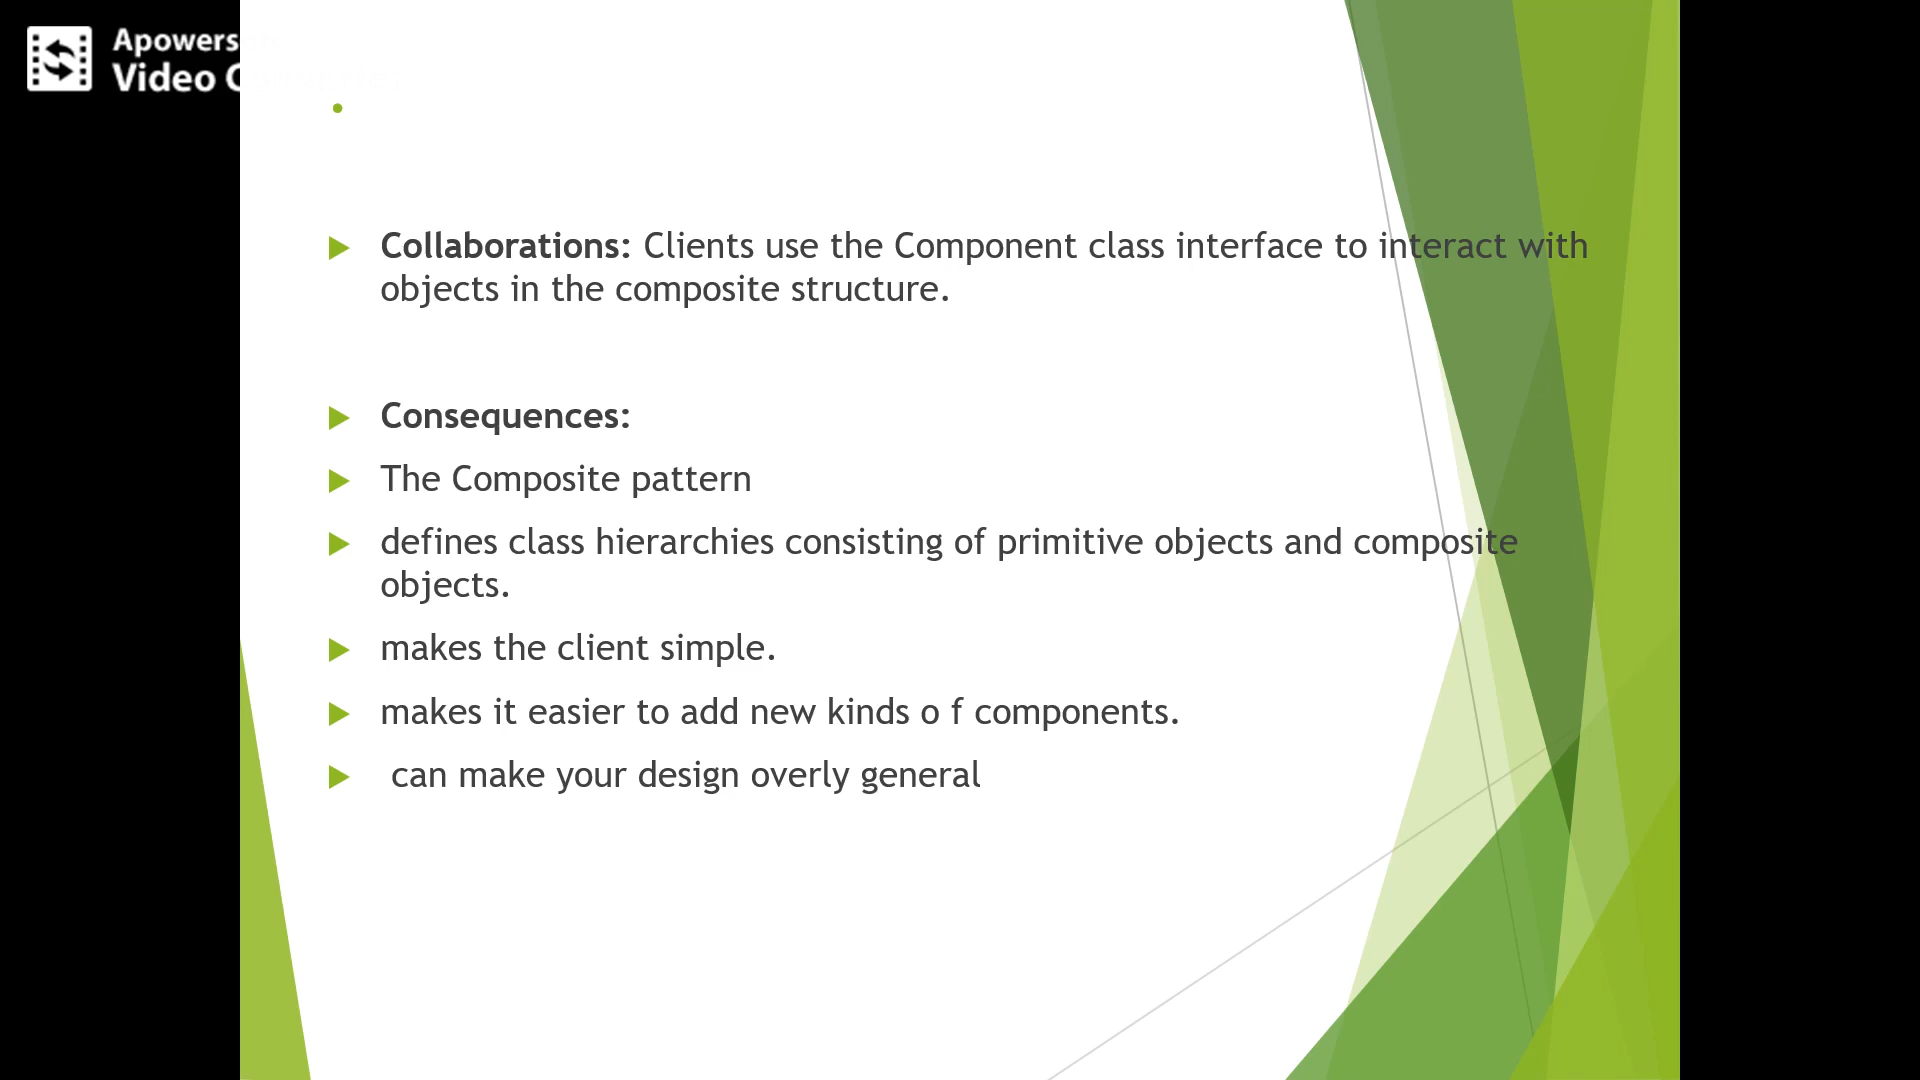 Apowers
Video
.
Collaborations: Clients use the Component class interface to interact with
objects in the composite structure.
Consequences:
The Composite pattern
defines class hierarchies consisting of primitive objects and composite
objects.
makes the client simple.
makes it easier to add new kinds o f components.
can make your design overly general